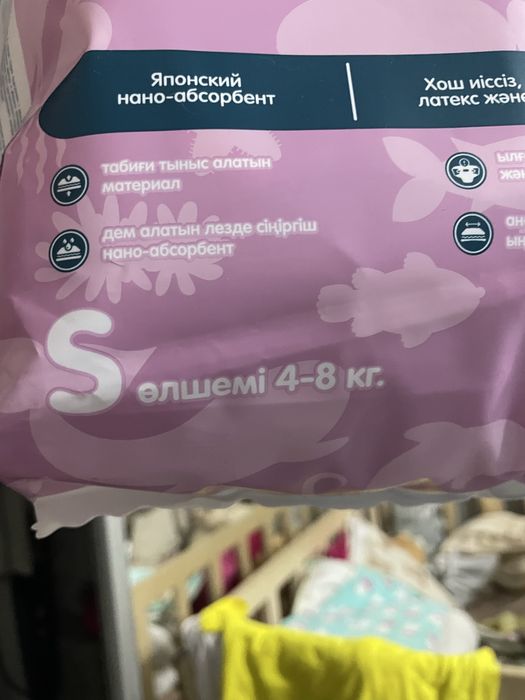 Японский
нано-абсорбент
Хош иіссіз,
латекс және
табиғи тыныс алатын
материал
дем алатын лезде сіңіргіш
нано-абсорбент
S
өлшемі 4-8 кг.